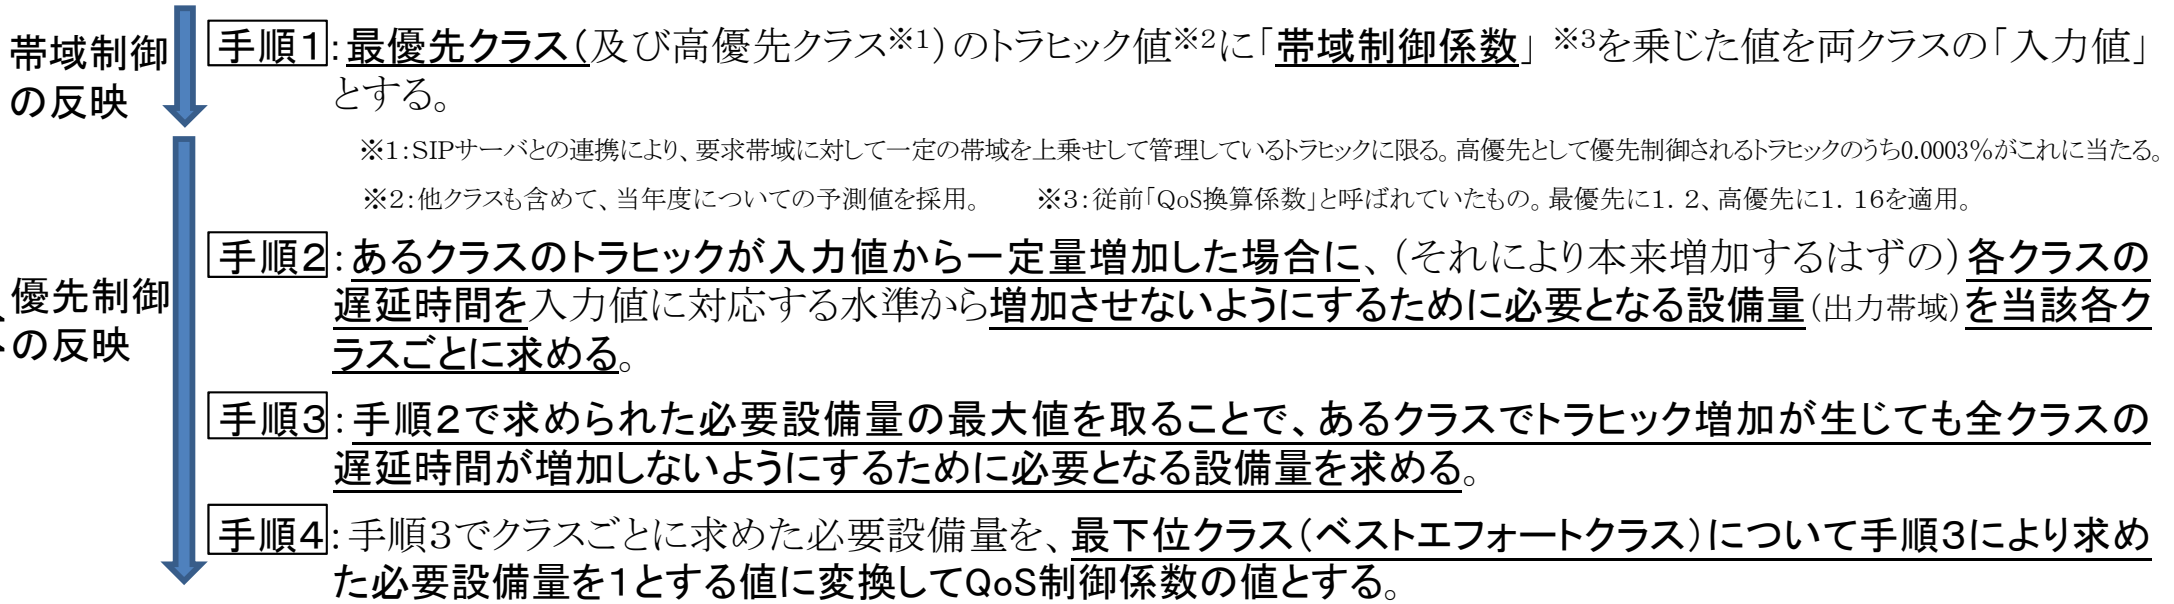 帯域制御
の反映
手順1:最優先クラス(及び高優先クラス※1)のトラヒック値※2に「帯域制御係数」※3を乗じた値を両クラスの「入力値」
とする。
※1:SIPサーバとの連携により、要求帯域に対して一定の帯域を上乗せして管理しているトラヒックに限る。高優先として優先制御されるトラヒックのうち0.0003%がこれに当たる。
※2:他クラスも含めて、当年度についての予測値を採用。 ※3:従前「QoS換算係数」と呼ばれていたもの。最優先に1.2、高優先に1.16を適用。
優先制御
の反映
手順2:あるクラスのトラヒックが入力値から一定量増加した場合に、(それにより本来増加するはずの)各クラスの
遅延時間を入力値に対応する水準から増加させないようにするために必要となる設備量(出力帯域)を当該各ク
ラスごとに求める。
手順3:手順2で求められた必要設備量の最大値を取ることで、あるクラスでトラヒック増加が生じても全クラスの
遅延時間が増加しないようにするために必要となる設備量を求める。
手順4:手順3でクラスごとに求めた必要設備量を、最下位クラス(ベストエフォートクラス)について手順3により求め
た必要設備量を1とする値に変換してQoS制御係数の値とする。